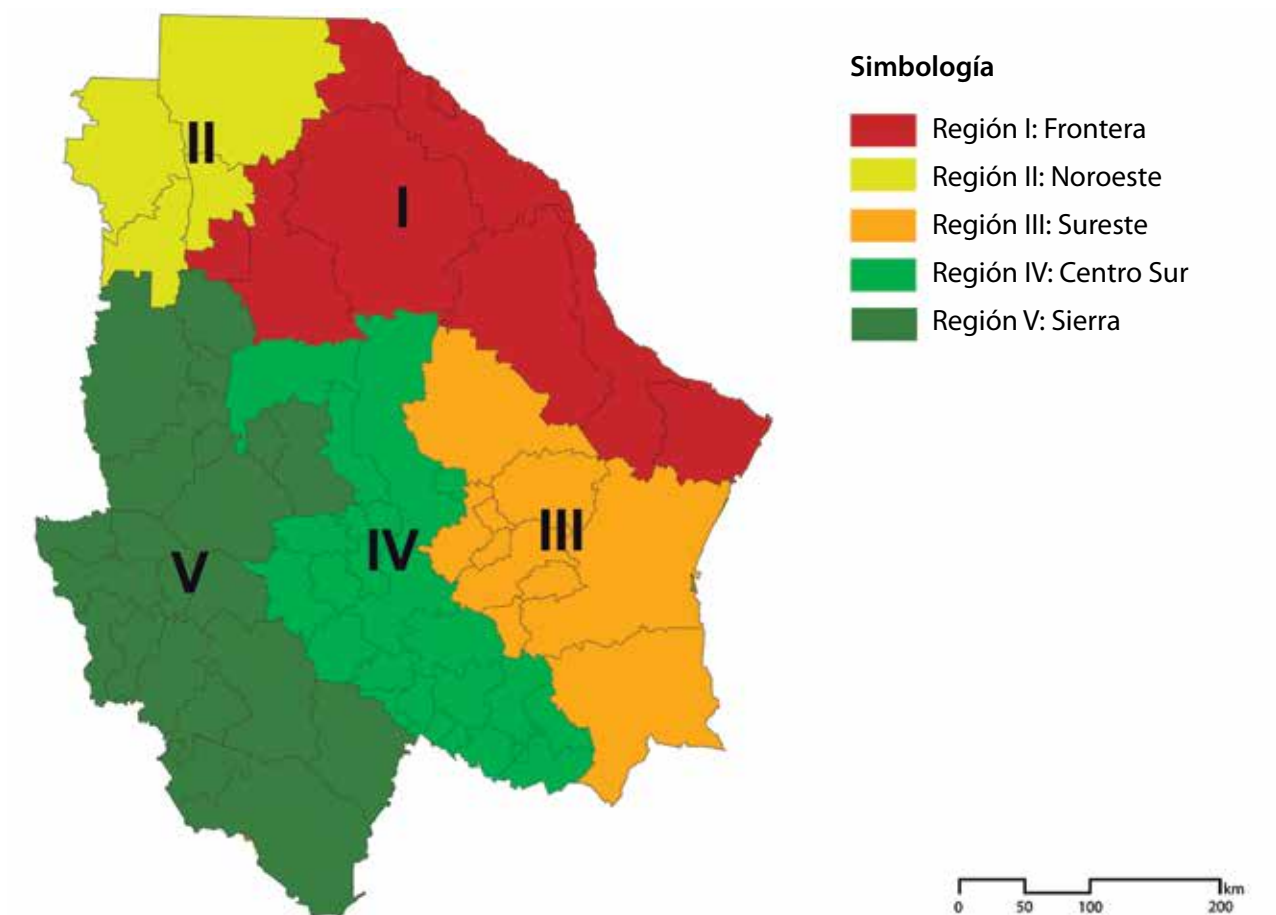 Simbología
Región I: Frontera
Región II: Noroeste
Región III: Sureste
Región IV: Centro Sur
Región V: Sierra
II
I
III
IV
V
km
0 50 100 200